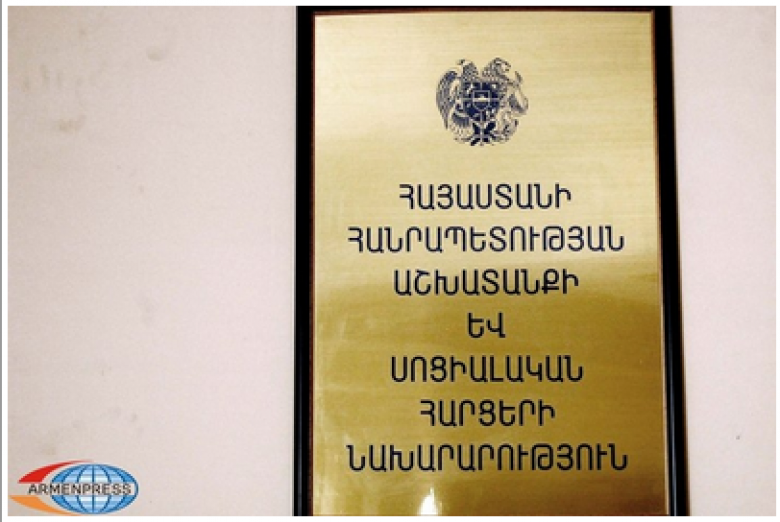 ՀԱՅԱՍՏԱՆԻ
ՀԱՆՐԱՊԵՏՈՒԹՅԱՆ
ԱՇԽԱՏԱՆՔԻ
ԵՎ
ՍՈՑԻԱԼԱԿԱՆ
ՀԱՐՑԵՐԻ
ՆԱԽԱՐԱՐՈՒԹՅՈՒՆ
ARMENPRESS